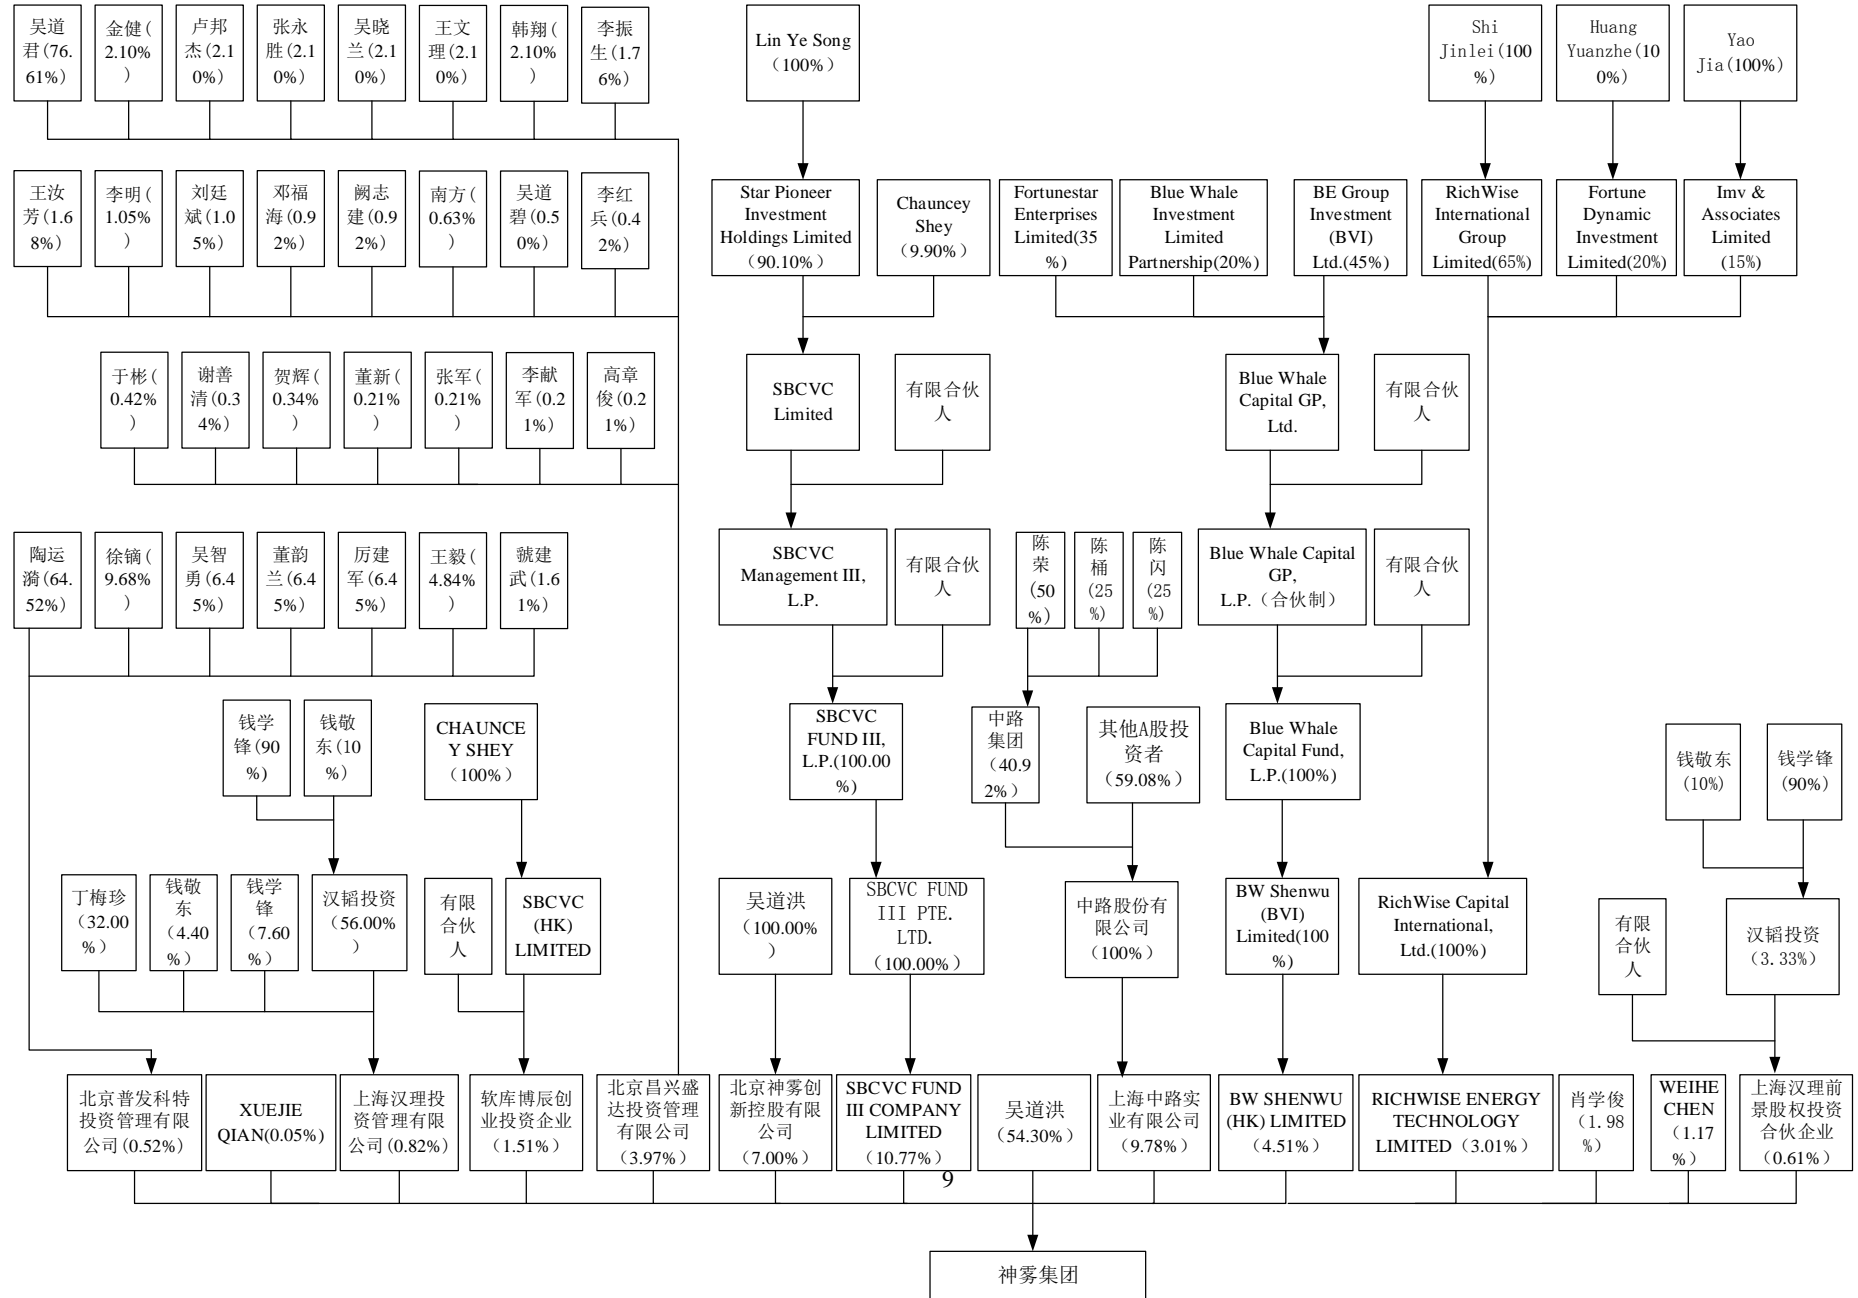 吴道
君(76.
61%)
金健(
2.10%
)
卢邦
杰(2.1
0%)
张永
胜(2.
10%)
吴晓
兰(2.
10%)
王文
理(2.1
0%)
韩翔(
2.10%
)
李振
生(1.7
6%)
Lin Ye Song
(100%)
Shi
Jinlei(100
%)
Huang
Yuanzhe(10
0%)
Yao
Jia(100%)
王汝
芳(1.6
8%)
李明(
1.05%
)
刘廷
斌(1.0
5%)
邓福
海(0.9
2%)
阙志
建(0.9
2%)
南方(
0.63%
)
吴道
碧(0.5
0%)
李红
兵(0.4
2%)
Star Pioneer
Investment
Holdings Limited
(90.10%)
Chauncey
Shey
(9.90%)
Fortunestar
Enterprises
Limited(35
%)
Blue Whale
Investment
Limited
Partnership(20%)
BE Group
Investment
(BVI)
Ltd.(45%)
RichWise
International
Group
Limited(65%)
Fortune
Dynamic
Investment
Limited(20%)
Imv &
Associates
Limited
(15%)
于彬(
0.42%
)
谢善
清(0.3
4%)
贺辉(
0.34%
)
董新(
0.21%
)
张军(
0.21%
)
李献
军(0.2
1%)
高章
俊(0.2
1%)
SBCVC
Limited
有限合伙
人
Blue Whale
Capital GP,
Ltd.
有限合伙
人
陶运
漪(64.
52%)
徐镝(
9.68%
)
吴智
勇(6.4
5%)
董韵
兰(6.4
5%)
厉建
军(6.4
5%)
王毅(
4.84%
)
虢建
武(1.6
1%)
SBCVC
Management III,
L.P.
有限合伙
人
陈
荣
(50
%)
陈
桶
(25
%)
陈
闪
(25
%)
Blue Whale Capital
GP,
L.P.(合伙制)
有限合伙
人
钱学
锋(90
%)
钱敬
东(10
%)
CHAUNCE
Y SHEY
(100%)
SBCVC
FUND III,
L.P.(100.00
%)
中路
集团
(40.9
2%)
其他A股投
资者
(59.08%)
Blue Whale
Capital Fund,
L.P.(100%)
钱敬东
(10%)
钱学锋
(90%)
丁梅珍
(32.00
%)
钱敬
东
(4.40
%)
钱学
锋
(7.60
%)
汉韬投资
(56.00%
)
有限
合伙
人
SBCVC
(HK)
LIMITED
吴道洪
(100.00%
)
SBCVC FUND
III PTE.
LTD.
(100.00%)
中路股份有
限公司
(100%)
BW Shenwu
(BVI)
Limited(100
%)
RichWise Capital
International,
Ltd.(100%)
有限
合伙
人
汉韬投资
(3.33%)
北京普发科特
投资管理有限
公司(0.52%)
XUEJIE
QIAN(0.05%)
上海汉理投
资管理有限
公司(0.82%)
软库博辰创
业投资企业
(1.51%)
北京昌兴盛
达投资管理
有限公司
(3.97%)
北京神雾创
新控股有限
公司
(7.00%)
SBCVC FUND
III COMPANY
LIMITED
(10.77%)
吴道洪
(54.30%)
上海中路实
业有限公司
(9.78%)
BW SHENWU
(HK) LIMITED
(4.51%)
RICHWISE ENERGY
TECHNOLOGY
LIMITED(3.01%)
肖学俊
(1.98
%)
WEIHE
CHEN
(1.17
%)
上海汉理前
景股权投资
合伙企业
(0.61%)
9
神雾集团